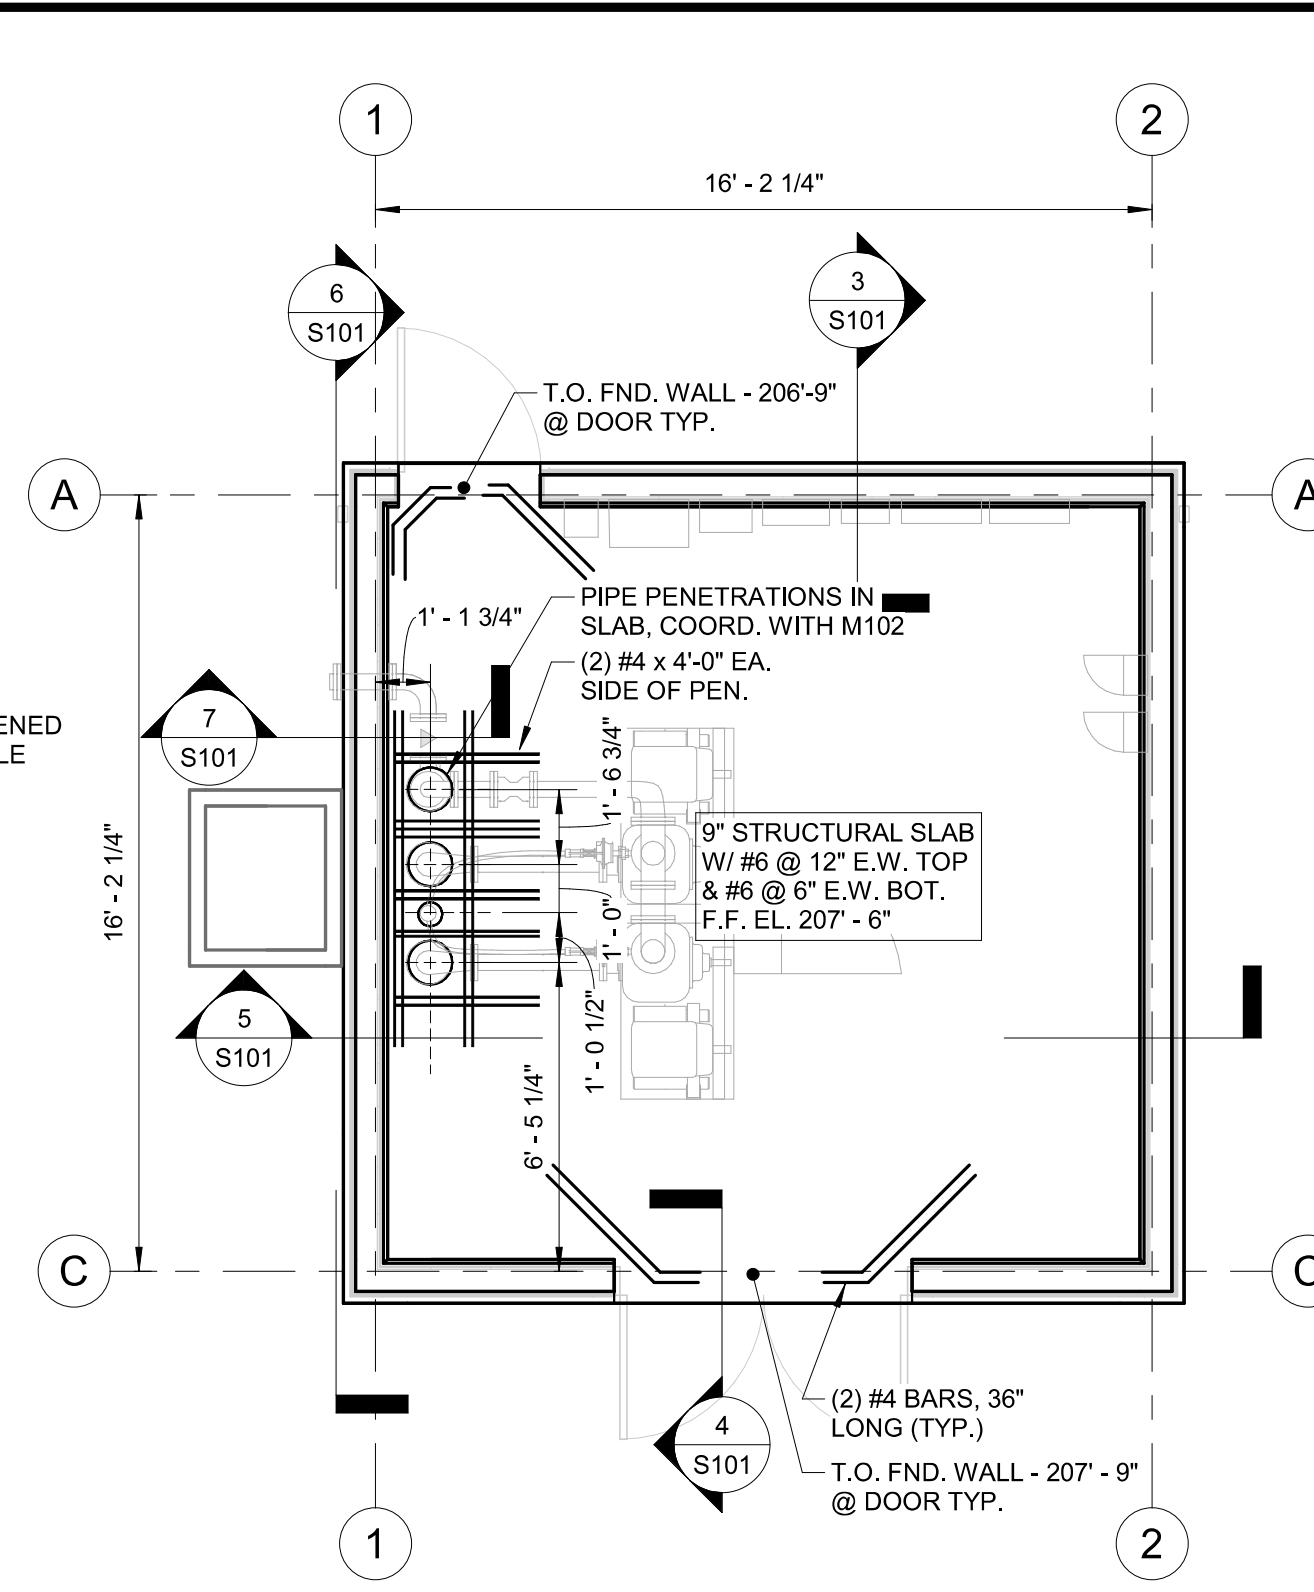 1
2
16' - 2 1/4"
6
S101
3
S101
T.O. FND. WALL - 206'-9"
@ DOOR TYP.
A
A
PIPE PENETRATIONS IN
SLAB, COORD. WITH M102
1' - 1 3/4"
(2) #4 x 4'-0" EA.
SIDE OF PEN.
7
S101
ENED
LE
1' - 6 3/4"
9" STRUCTURAL SLAB
W/ #6 @ 12" E.W. TOP
& #6 @ 6" E.W. BOT.
F.F. EL. 207' - 6"
16' - 2 1/4"
1' - 0"
1' - 0 1/2"
5
S101
6' - 5 1/4"
C
C
(2) #4 BARS, 36"
LONG (TYP.)
4
S101
T.O. FND. WALL - 207' - 9"
@ DOOR TYP.
1
2